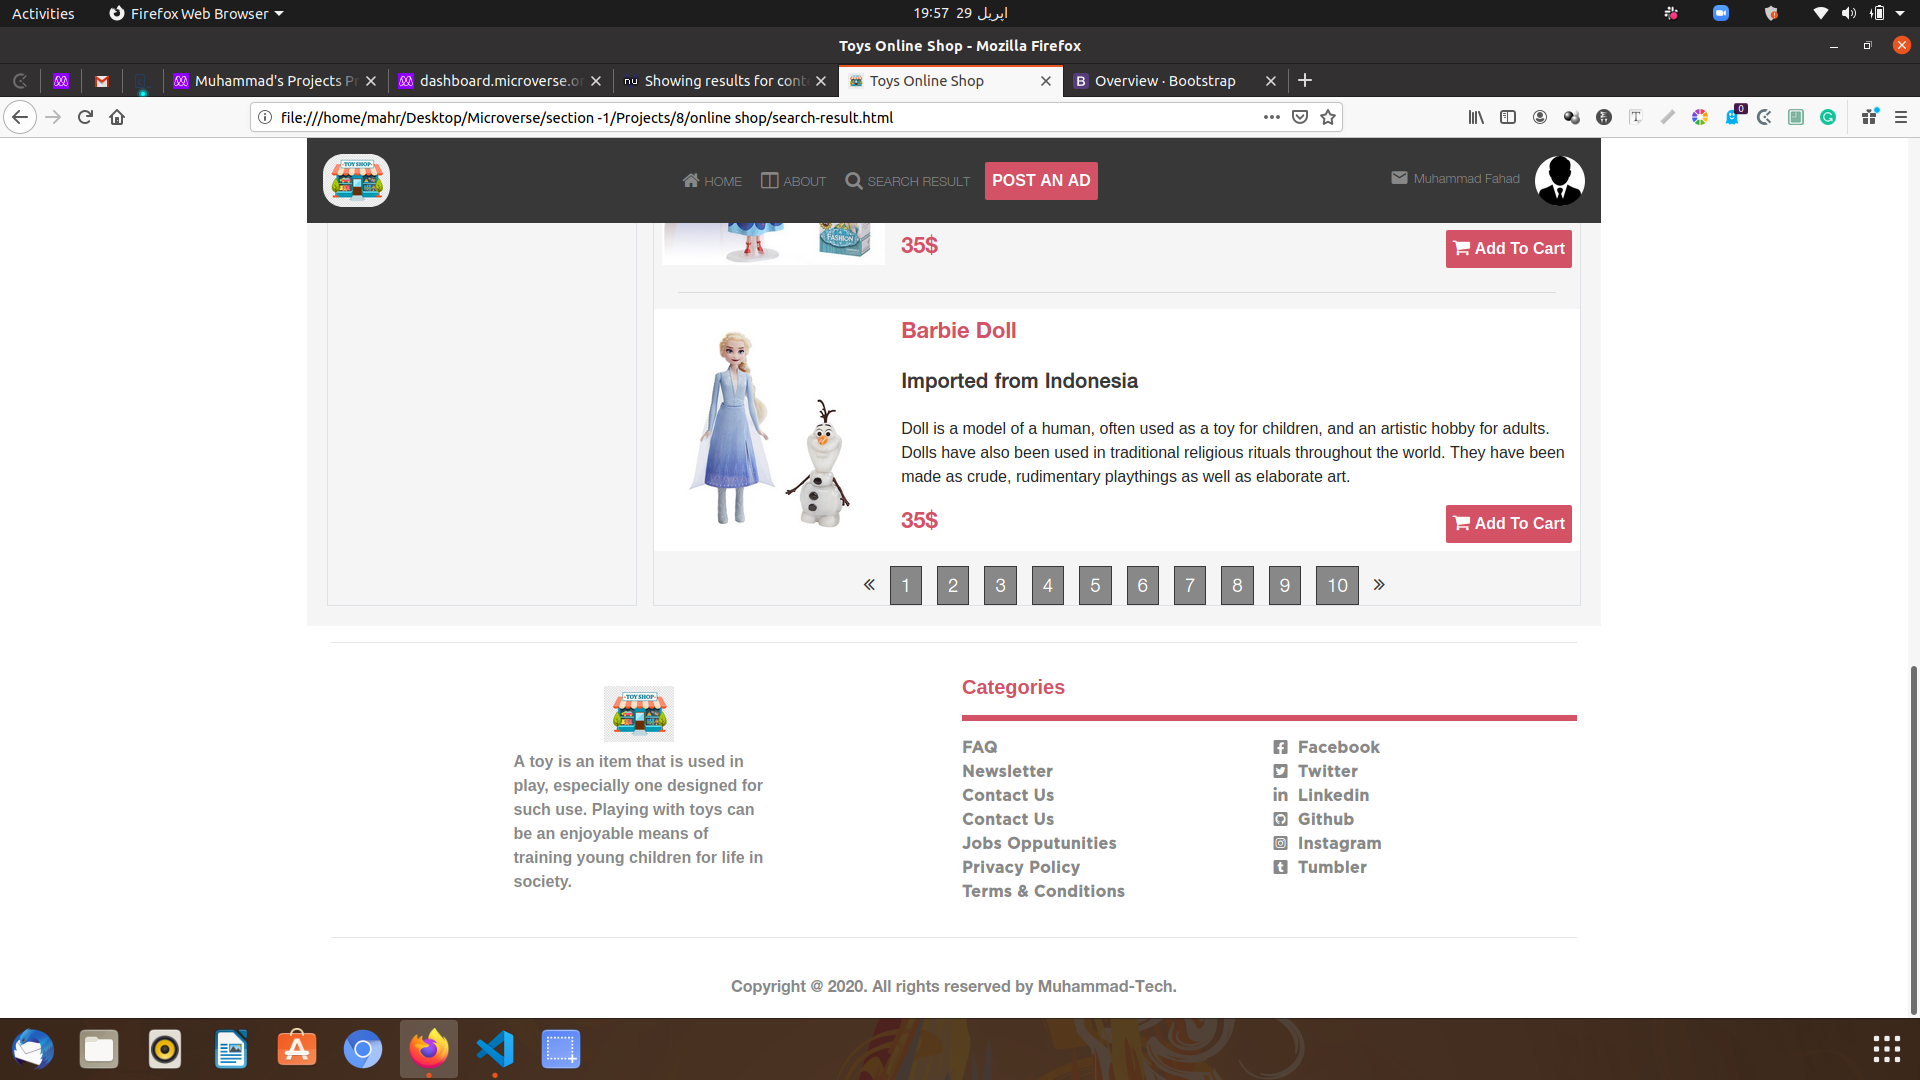 Activities
Firefox Web Browser
19:57 29 اپریل
Toys Online Shop - Mozilla Firefox
Muhammad's Projects Pr
dashboard.microverse.or
Showing results for cont
Toys Online Shop
Overview · Bootstrap
file:///home/mahr/Desktop/Microverse/section -1/Projects/8/online shop/search-result.html
0
TOY SHOP
HOME
ABOUT
SEARCH RESULT
POST AN AD
Muhammad Fahad
FASHION
35$
Add To Cart
Barbie Doll
Imported from Indonesia
Doll is a model of a human, often used as a toy for children, and an artistic hobby for adults.
Dolls have also been used in traditional religious rituals throughout the world. They have been
made as crude, rudimentary playthings as well as elaborate art.
35$
Add To Cart
« 1 2 3 4 5 6 7 8 9 10 »
TOY SHOP
A toy is an item that is used in
play, especially one designed for
such use. Playing with toys can
be an enjoyable means of
training young children for life in
society.
Categories
FAQ
Newsletter
Contact Us
Contact Us
Jobs Opputunities
Privacy Policy
Terms & Conditions
Facebook
Twitter
Linkedin
Github
Instagram
Tumbler
Copyright @ 2020. All rights reserved by Muhammad-Tech.